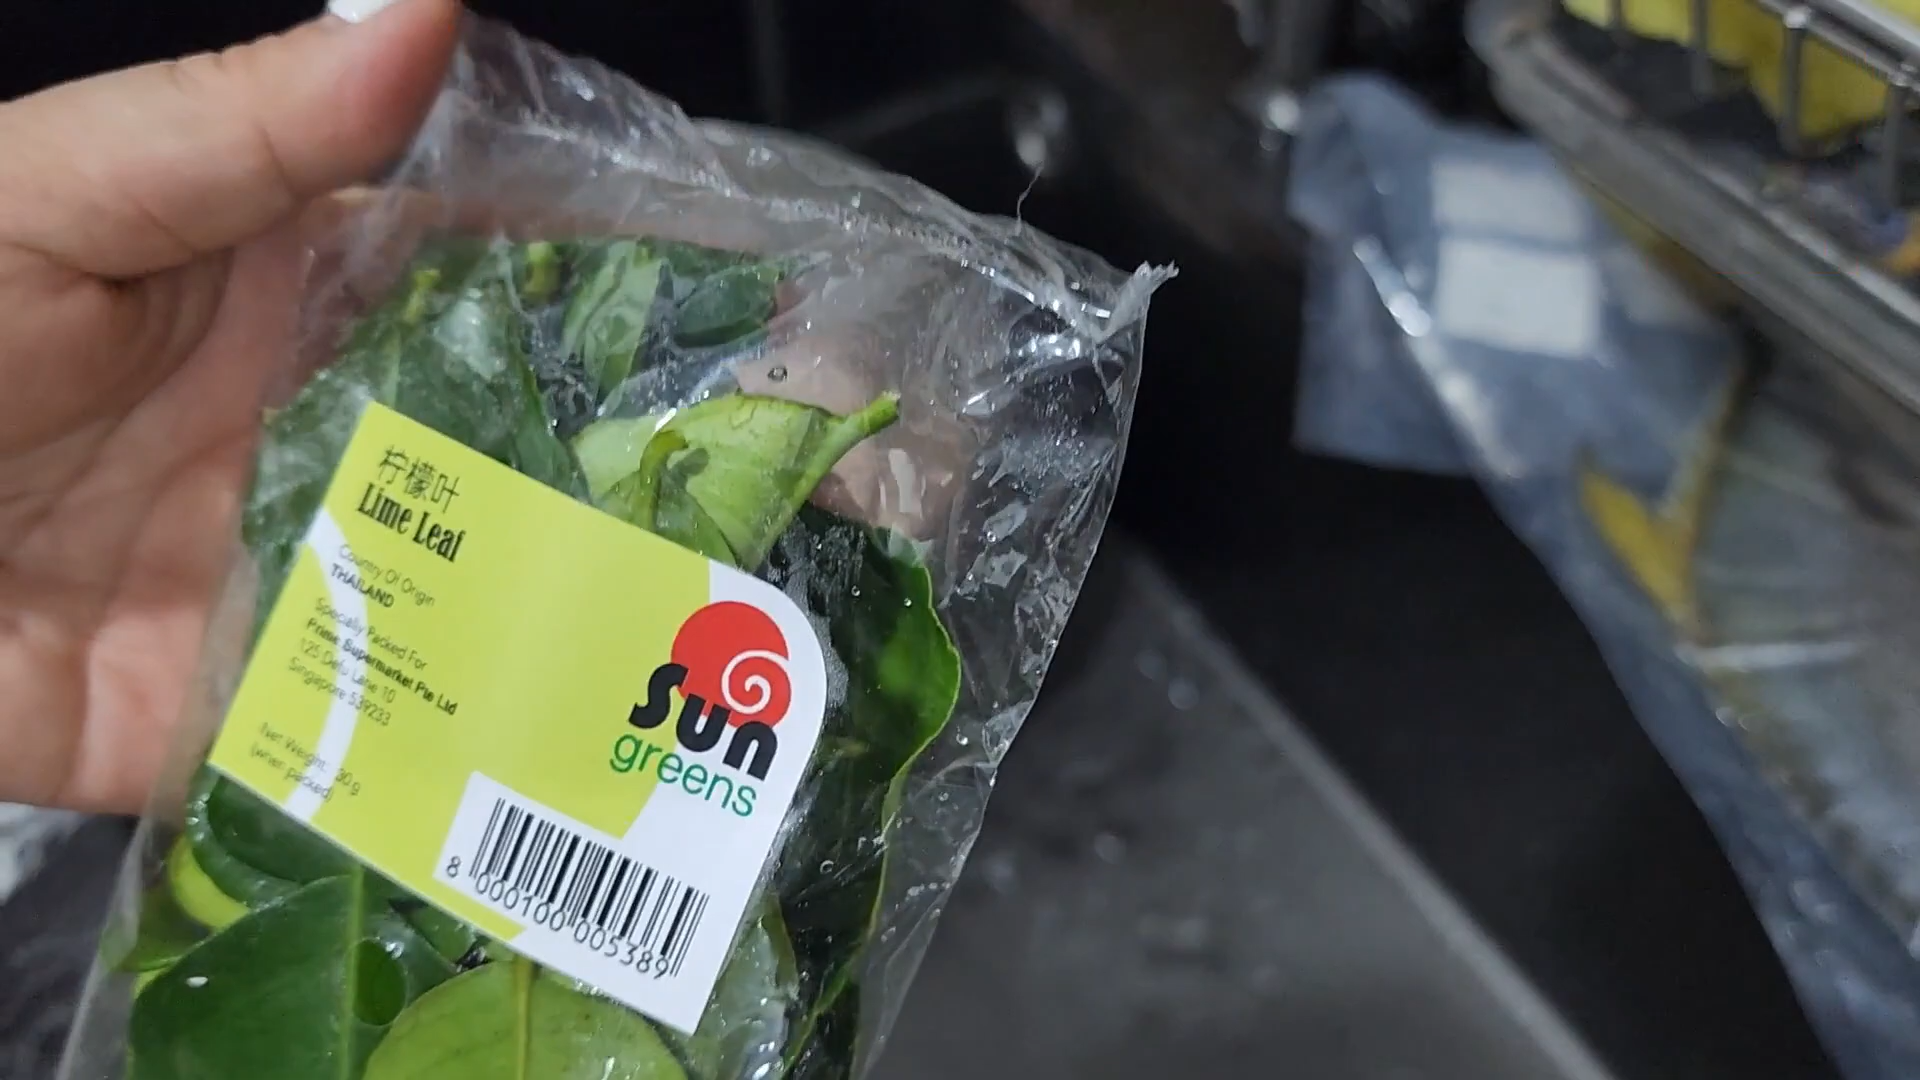 柠檬叶
Lime Leaf
Country Of Origin
THAILAND
Specially Packed For
Prime Supermarket Pte Ltd
125 Defu Lane 10
Singapore 539233
Net Weight: 30g
(when packed)
Sun
greens
8 000100 005389